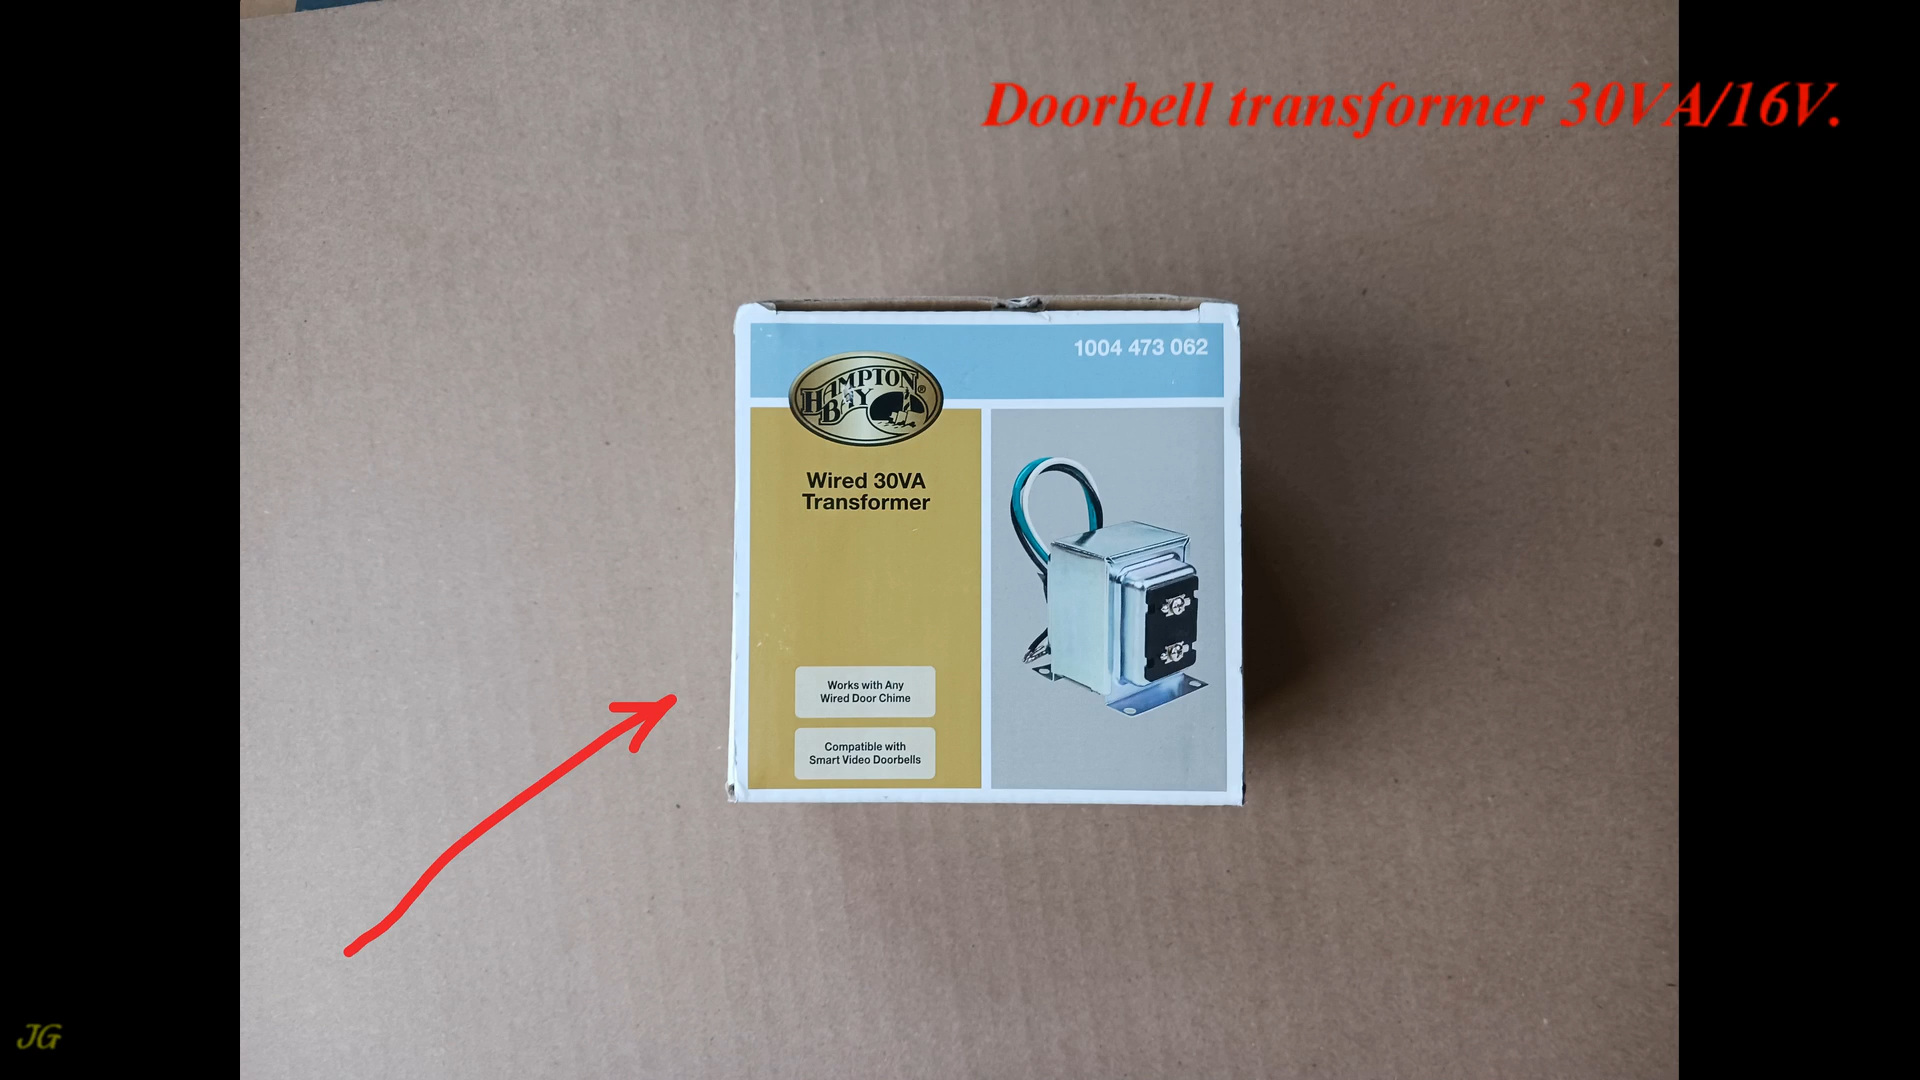 Doorbell transformer 30VA/16V.
1004 473 062
HAMPTON
BAY
Wired 30VA
Transformer
Works with Any
Wired Door Chime
Compatible with
Smart Video Doorbells
JG